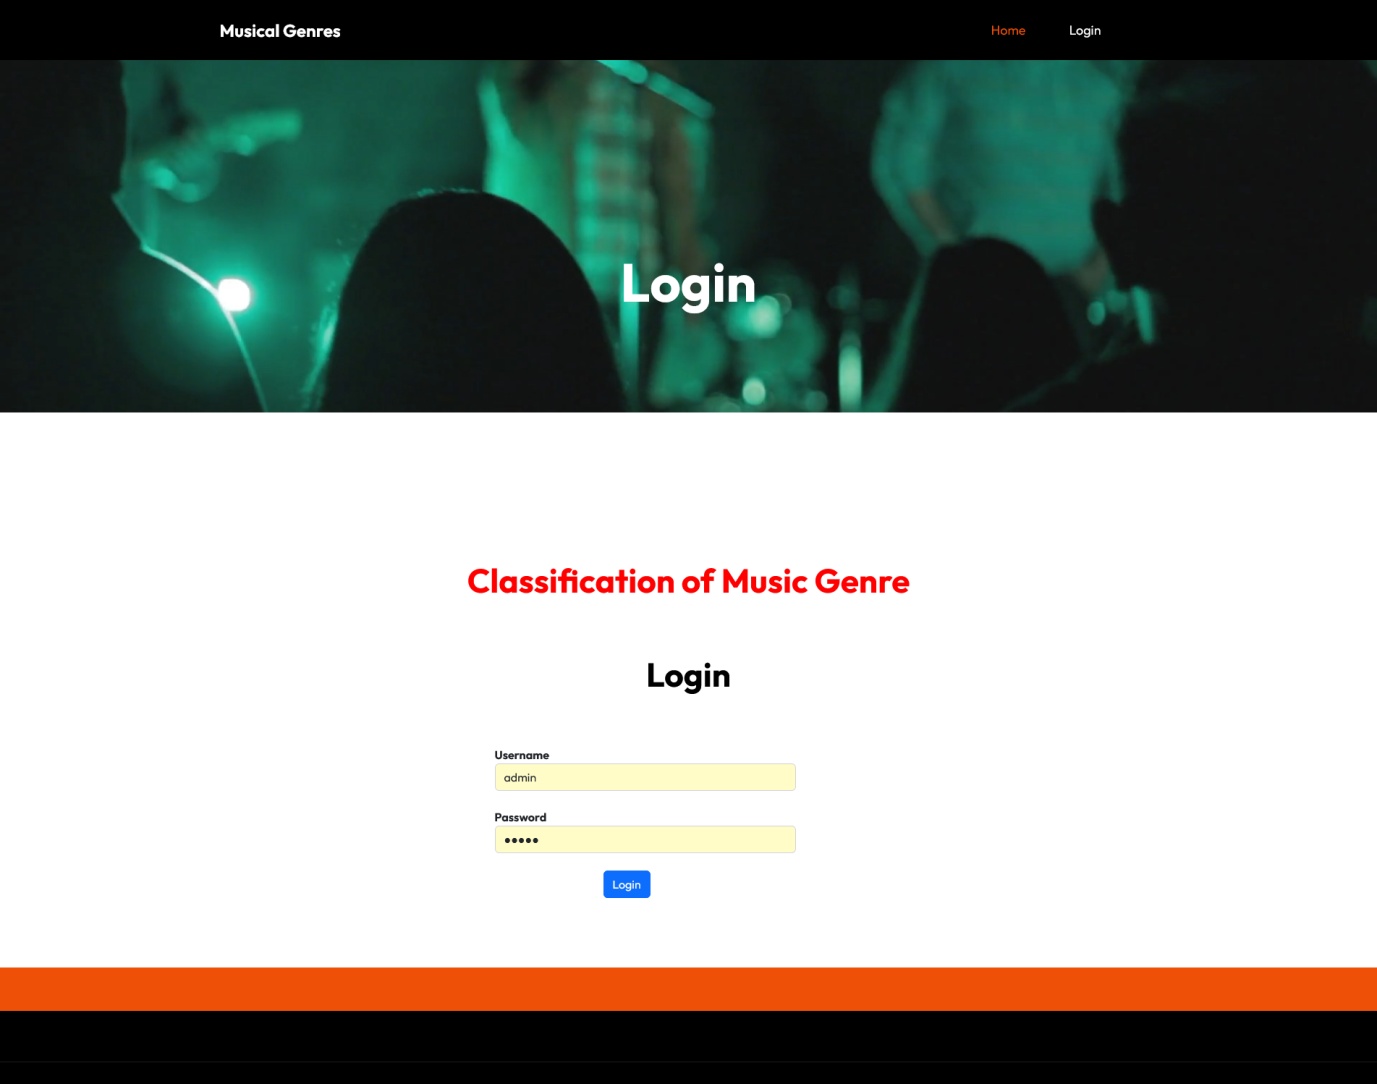 Musical Genres
Home
Login
Login
Classification of Music Genre
Login
Username
admin
Password
•••••
Login